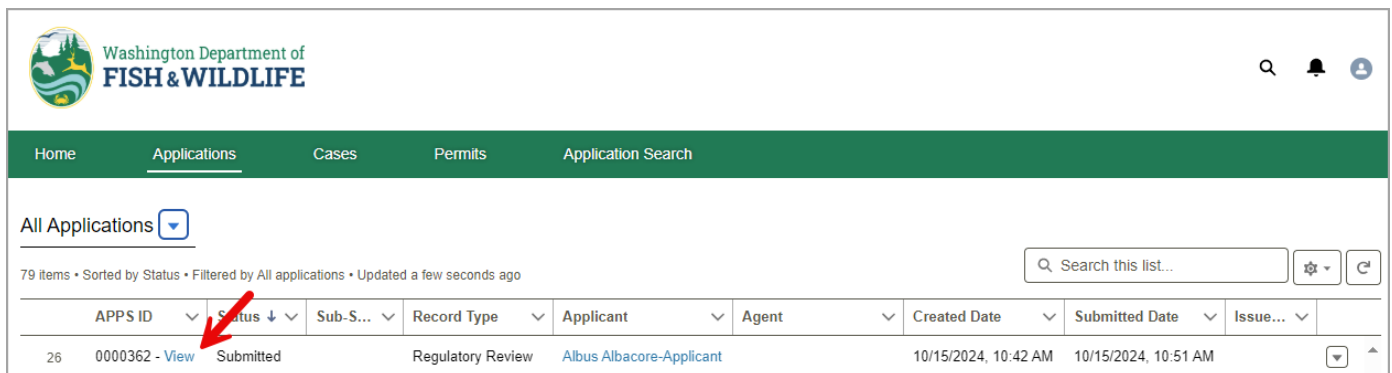 Washington Department of
FISH & WILDLIFE
Home Applications Cases Permits Application Search
All Applications
79 items • Sorted by Status • Filtered by All applications • Updated a few seconds ago
Search this list...
APPS ID Status Sub-S... Record Type Applicant Agent Created Date Submitted Date Issue...
26 0000362 - View Submitted Regulatory Review Albus Albacore-Applicant 10/15/2024, 10:42 AM 10/15/2024, 10:51 AM